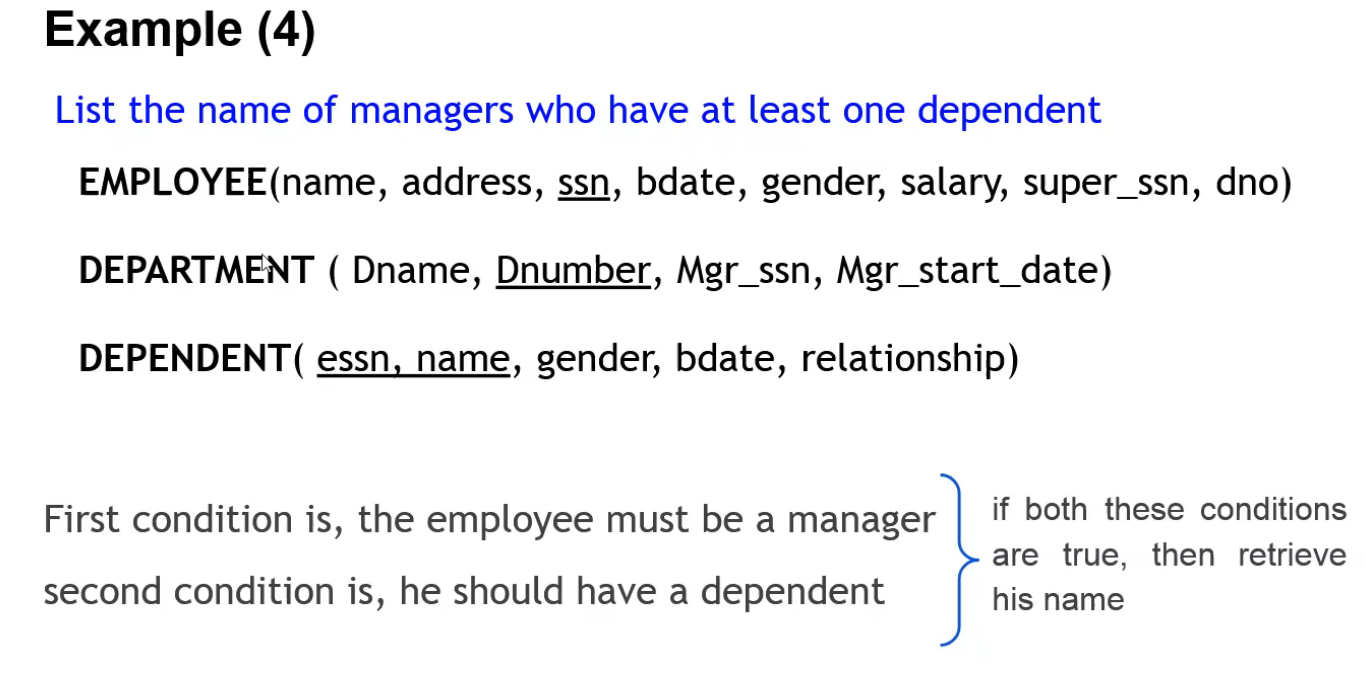 Example (4)
List the name of managers who have at least one dependent
EMPLOYEE(name, address, ssn, bdate, gender, salary, super_ssn, dno)
DEPARTMENT ( Dname, Dnumber, Mgr_ssn, Mgr_start_date)
DEPENDENT( essn, name, gender, bdate, relationship)
First condition is, the employee must be a manager
second condition is, he should have a dependent
if both these conditions
are true, then retrieve
his name